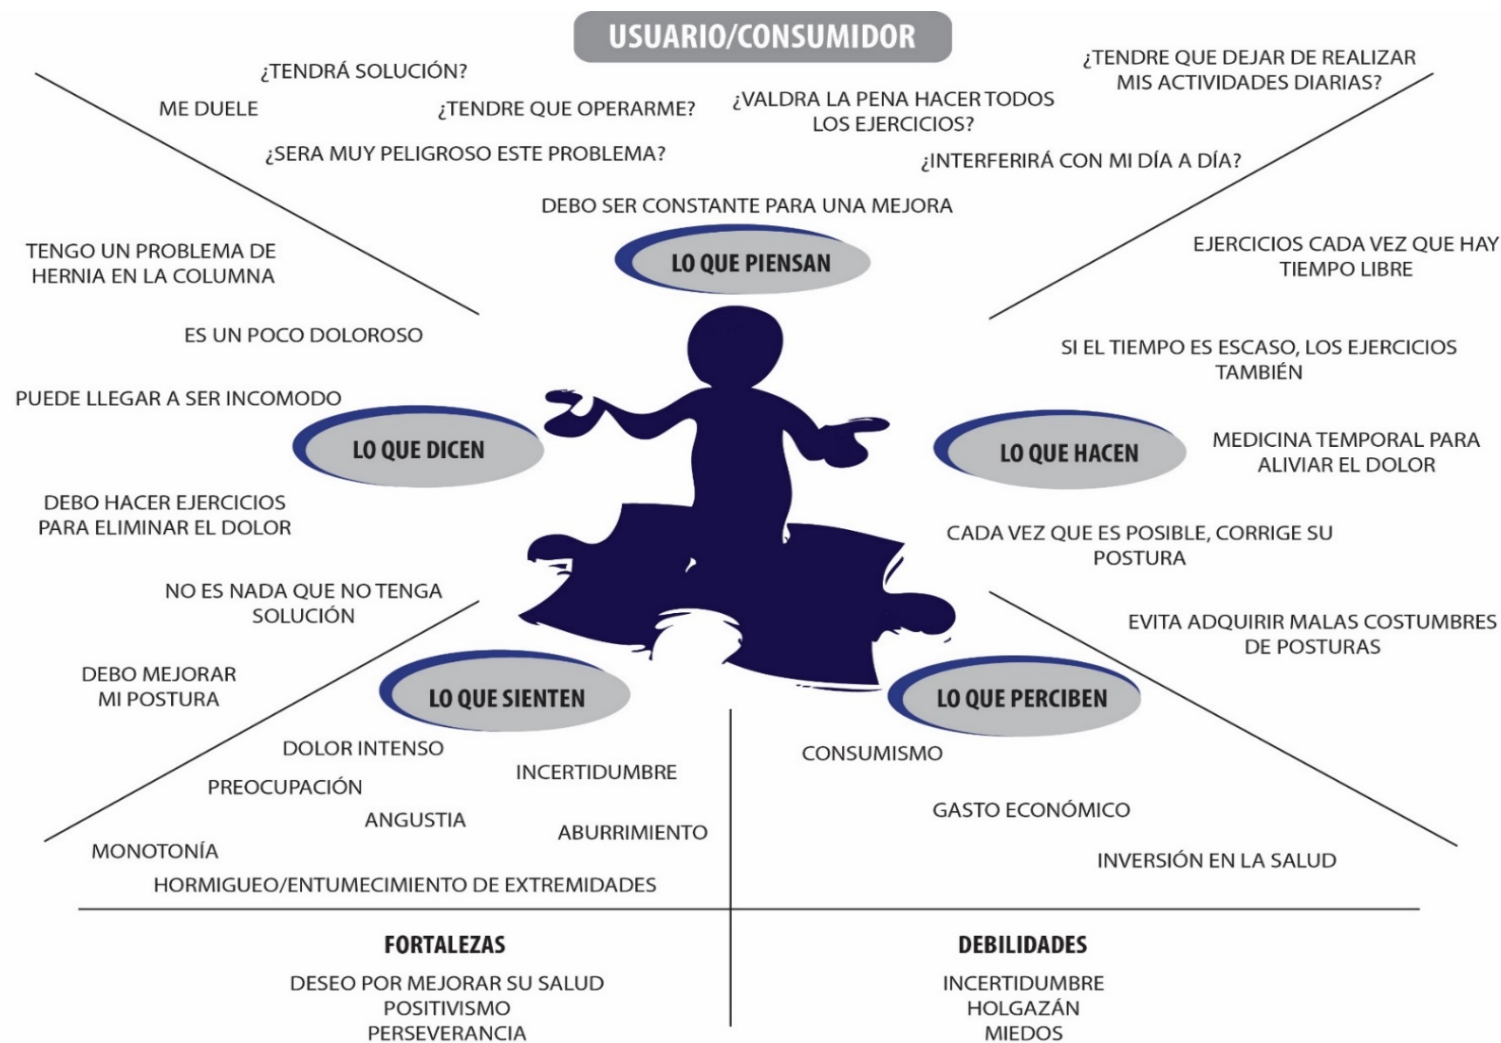 USUARIO/CONSUMIDOR
¿TENDRÁ SOLUCIÓN?
ME DUELE
¿TENDRE QUE OPERARME?
¿VALDRA LA PENA HACER TODOS
LOS EJERCICIOS?
¿TENDRE QUE DEJAR DE REALIZAR
MIS ACTIVIDADES DIARIAS?
¿SERA MUY PELIGROSO ESTE PROBLEMA?
¿INTERFERIRÁ CON MI DÍA A DÍA?
DEBO SER CONSTANTE PARA UNA MEJORA
LO QUE PIENSAN
TENGO UN PROBLEMA DE
HERNIA EN LA COLUMNA
ES UN POCO DOLOROSO
PUEDE LLEGAR A SER INCOMODO
LO QUE DICEN
DEBO HACER EJERCICIOS
PARA ELIMINAR EL DOLOR
NO ES NADA QUE NO TENGA
SOLUCIÓN
DEBO MEJORAR
MI POSTURA
EJERCICIOS CADA VEZ QUE HAY
TIEMPO LIBRE
SI EL TIEMPO ES ESCASO, LOS EJERCICIOS
TAMBIÉN
LO QUE HACEN
MEDICINA TEMPORAL PARA
ALIVIAR EL DOLOR
CADA VEZ QUE ES POSIBLE, CORRIGE SU
POSTURA
EVITA ADQUIRIR MALAS COSTUMBRES
DE POSTURAS
LO QUE SIENTEN
DOLOR INTENSO
INCERTIDUMBRE
PREOCUPACIÓN
ANGUSTIA
ABURRIMIENTO
MONOTONÍA
HORMIGUEO/ENTUMECIMIENTO DE EXTREMIDADES
LO QUE PERCIBEN
CONSUMISMO
GASTO ECONÓMICO
INVERSIÓN EN LA SALUD
FORTALEZAS
DESEO POR MEJORAR SU SALUD
POSITIVISMO
PERSEVERANCIA
DEBILIDADES
INCERTIDUMBRE
HOLGAZÁN
MIEDOS